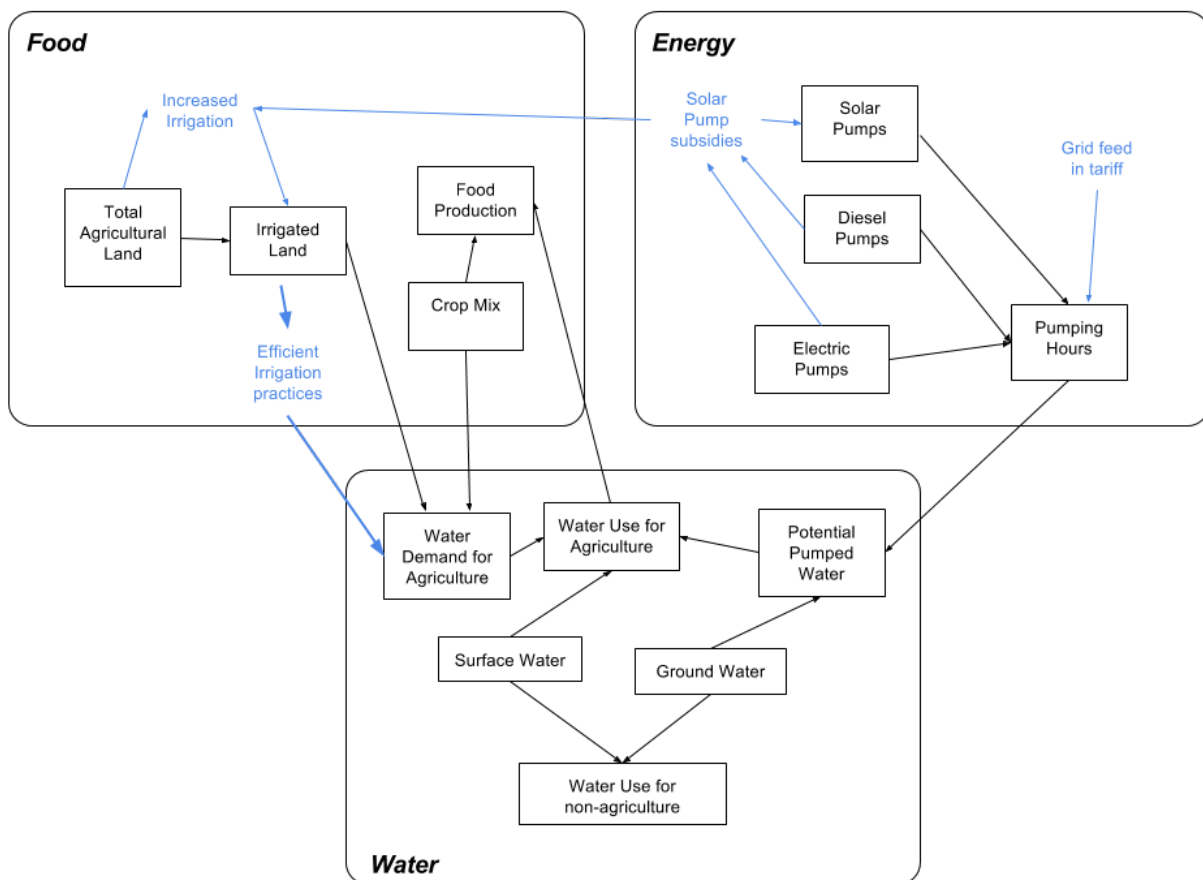 Food
Increased
Irrigation
Total
Agricultural
Land
Irrigated
Land
Food
Production
Crop Mix
Efficient
Irrigation
practices
Energy
Solar
Pump
subsidies
Solar
Pumps
Grid feed
in tariff
Diesel
Pumps
Electric
Pumps
Pumping
Hours
Water
Demand for
Agriculture
Water Use for
Agriculture
Potential
Pumped
Water
Surface Water
Ground Water
Water Use for
non-agriculture
Water